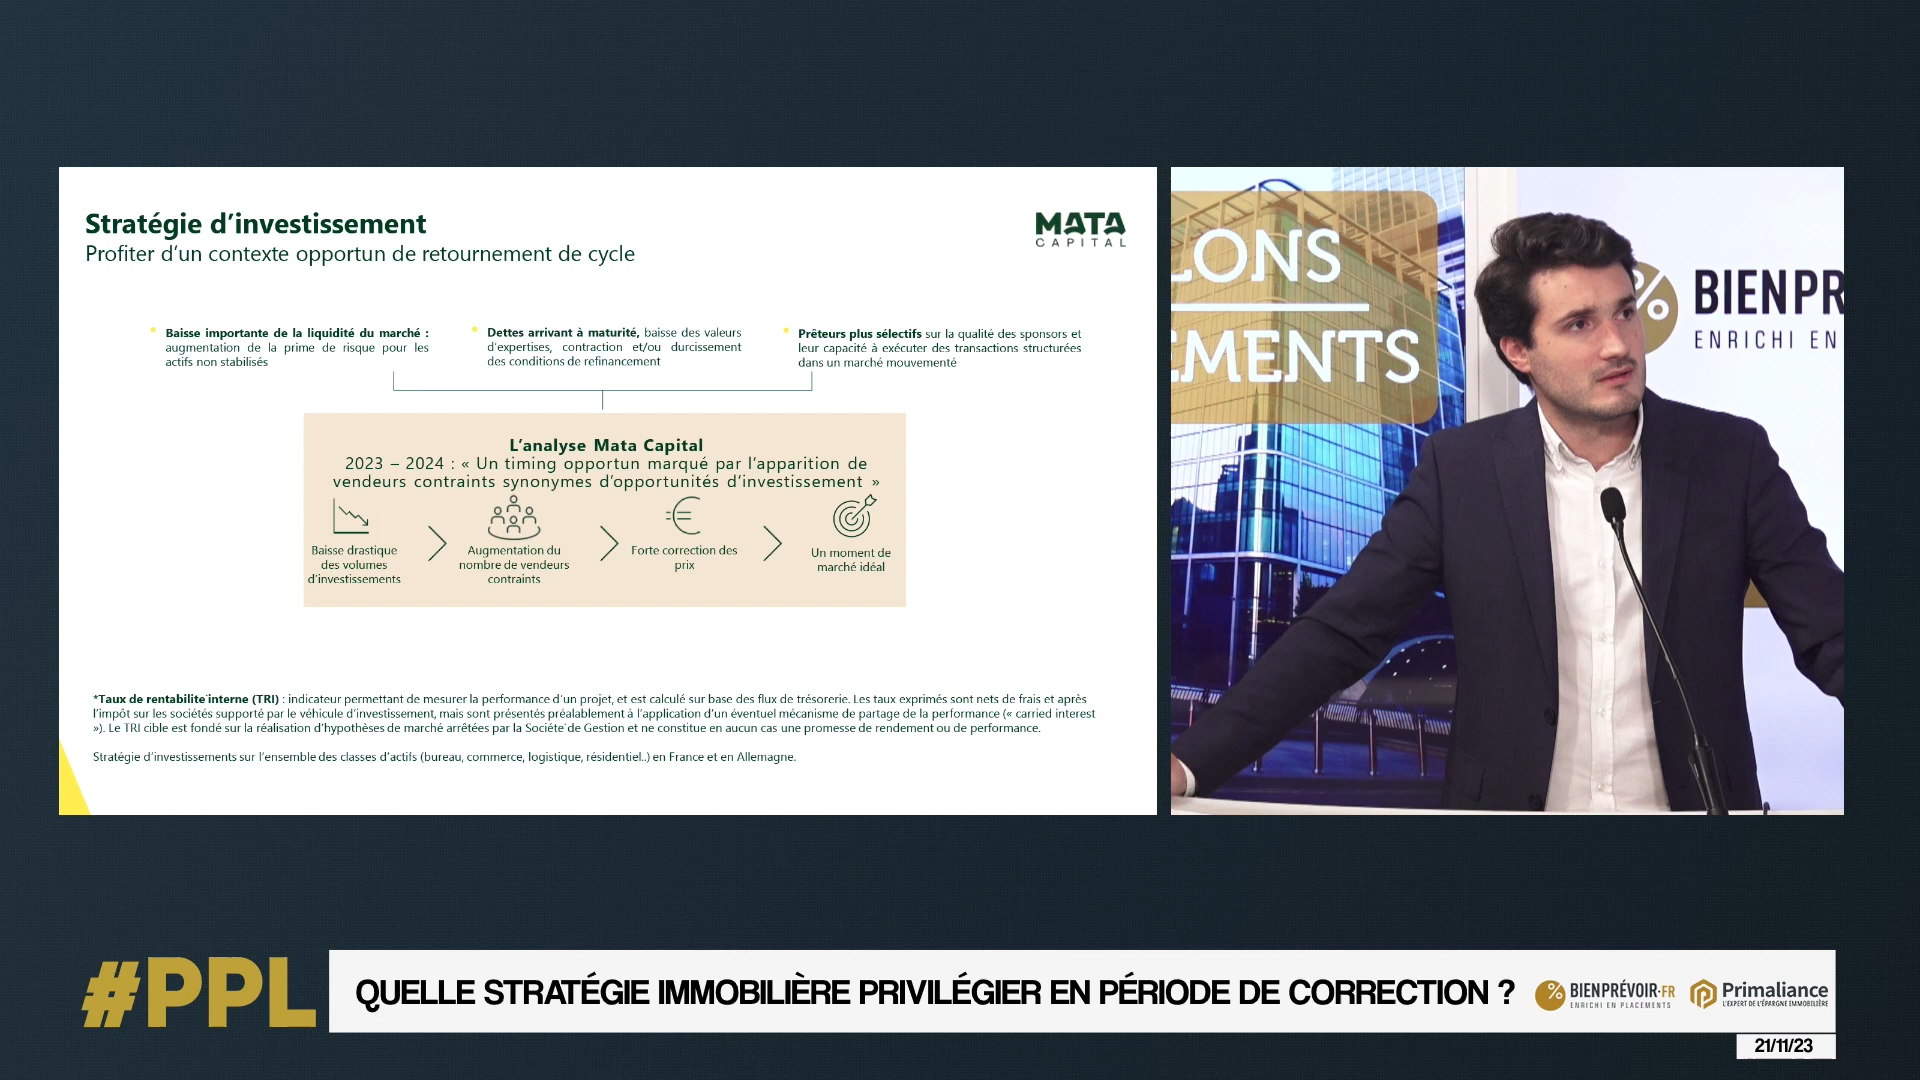 Stratégie d’investissement
Profiter d’un contexte opportun de retournement de cycle
MATA
CAPITAL
Baisse importante de la liquidité du marché :
augmentation de la prime de risque pour les
actifs non stabilisés
Dettes arrivant à maturité, baisse des valeurs
d’expertises, contraction et/ou durcissement
des conditions de refinancement
Prêteurs plus sélectifs sur la qualité des sponsors et
leur capacité à exécuter des transactions structurées
dans un marché mouvementé
L’analyse Mata Capital
2023 – 2024 : « Un timing opportun marqué par l’apparition de
vendeurs contraints synonymes d’opportunités d’investissement »
Baisse drastique
des volumes
d’investissements
Augmentation du
nombre de vendeurs
contraints
Forte correction des
prix
Un moment de
marché idéal
*Taux de rentabilite´interne (TRI) : indicateur permettant de mesurer la performance d’un projet, et est calculé sur base des flux de trésorerie. Les taux exprimés sont nets de frais et après
l’impôt sur les sociétés supporté par le véhicule d’investissement, mais sont présentés préalablement à l’application d’un éventuel mécanisme de partage de la performance (« carried interest
»). Le TRI cible est fondé sur la réalisation d’hypothèses de marché arrêtées par la Société´de Gestion et ne constitue en aucun cas une promesse de rendement ou de performance.
Stratégie d’investissements sur l’ensemble des classes d’actifs (bureau, commerce, logistique, résidentiel..) en France et en Allemagne.
LONS
EMENTS
% BIENPR
ENRICHI EN
#PPL
QUELLE STRATÉGIE IMMOBILIÈRE PRIVILÉGIER EN PÉRIODE DE CORRECTION ?
% BIENPRÉVOIR·FR
ENRICHI EN PLACEMENTS
Primaliance
L’EXPERT DE L’ÉPARGNE IMMOBILIÈRE
21/11/23